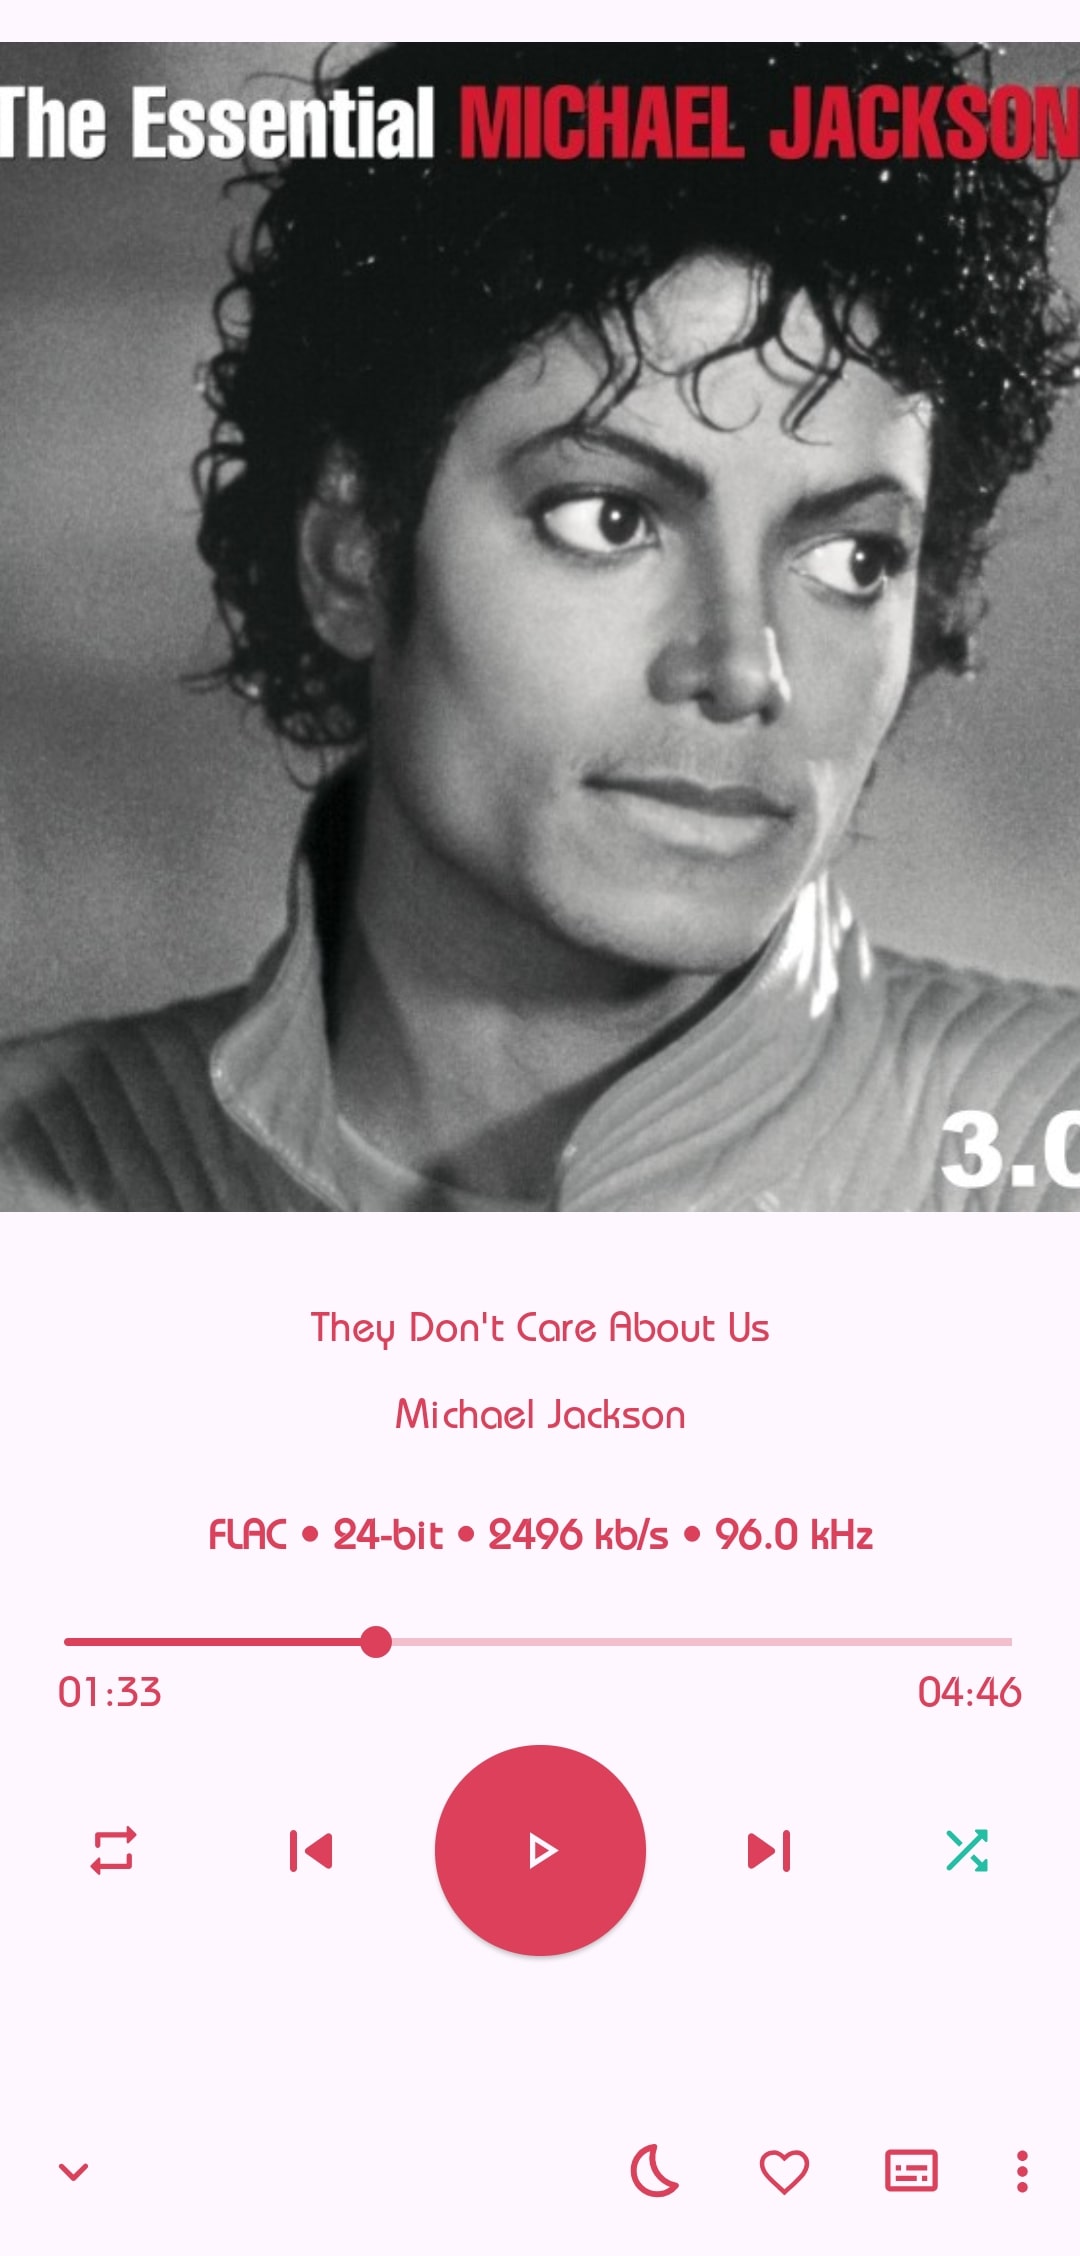 The Essential MICHAEL JACKSON
3.0
They Don't Care About Us
Michael Jackson
FLAC • 24-bit • 2496 kb/s • 96.0 kHz
01:33 04:46